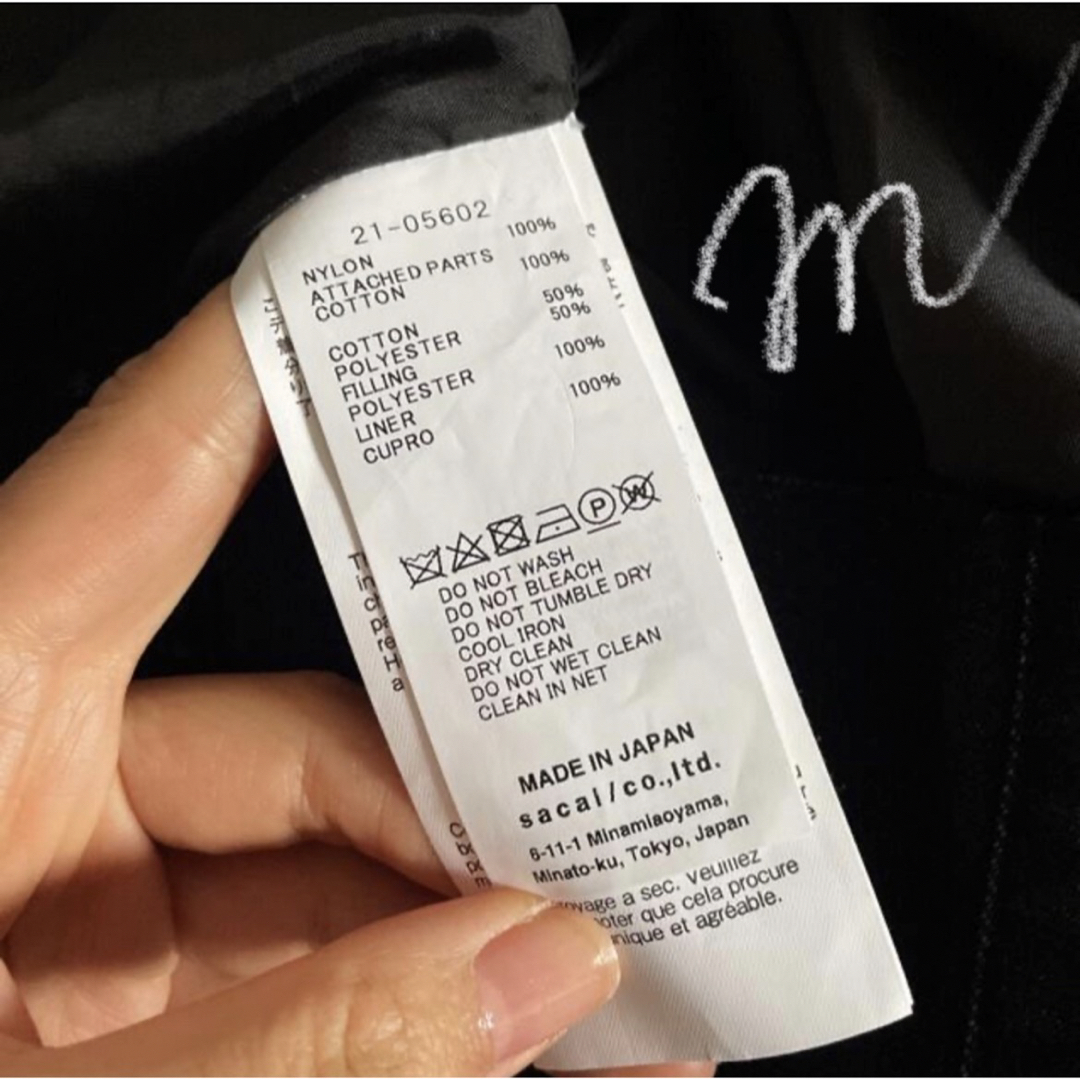 21-05602
NYLON 100%
ATTACHED PARTS
COTTON 100%
COTTON 50%
POLYESTER 50%
FILLING
POLYESTER 100%
LINER
CUPRO 100%
W
P
DO NOT WASH
DO NOT BLEACH
DO NOT TUMBLE DRY
COOL IRON
DRY CLEAN
DO NOT WET CLEAN
CLEAN IN NET
MADE IN JAPAN
sacai/co.,ltd.
6-11-1 Minamiaoyama,
Minato-ku, Tokyo, Japan
a sec. Veuillez
que cela procure
et agréable.
m